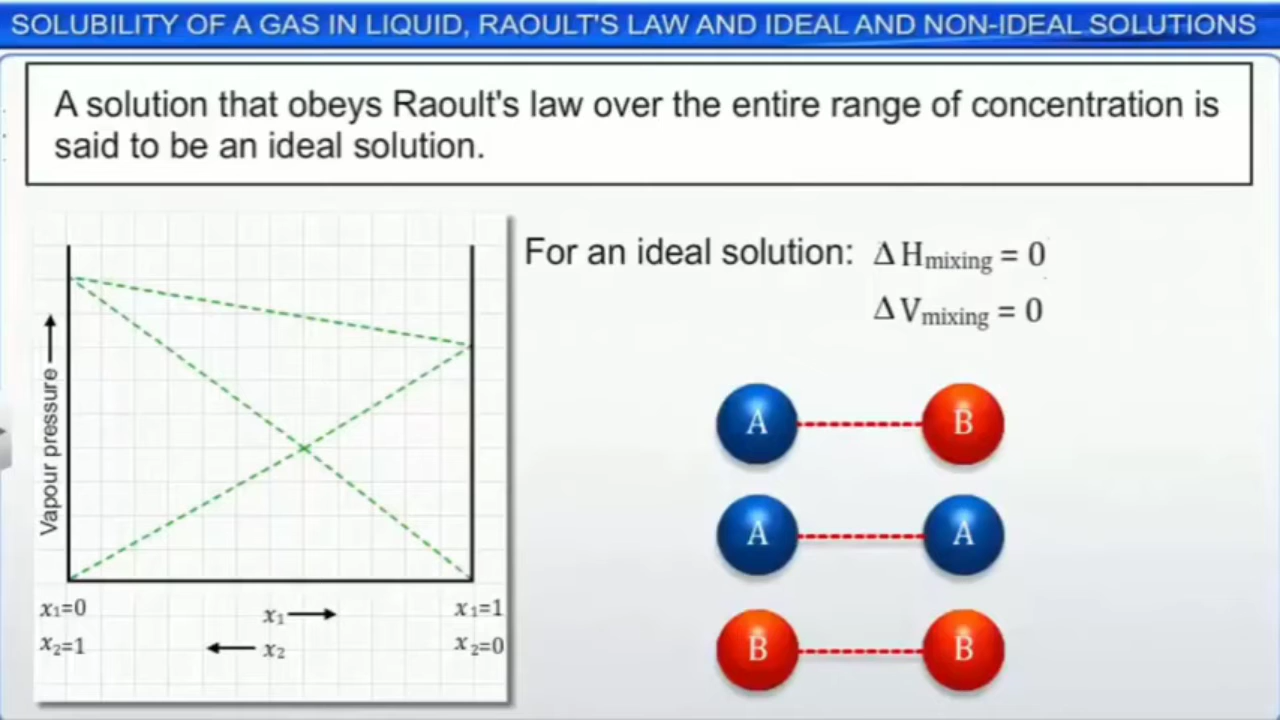 SOLUBILITY OF A GAS IN LIQUID, RAOULT'S LAW AND IDEAL AND NON-IDEAL SOLUTIONS
A solution that obeys Raoult's law over the entire range of concentration is
said to be an ideal solution.
For an ideal solution: Δ Hmixing = 0
Δ Vmixing = 0
Vapour pressure
A B
A A
B B
x₁=0 x₁ x₁=1
x₂=1 x₂ x₂=0